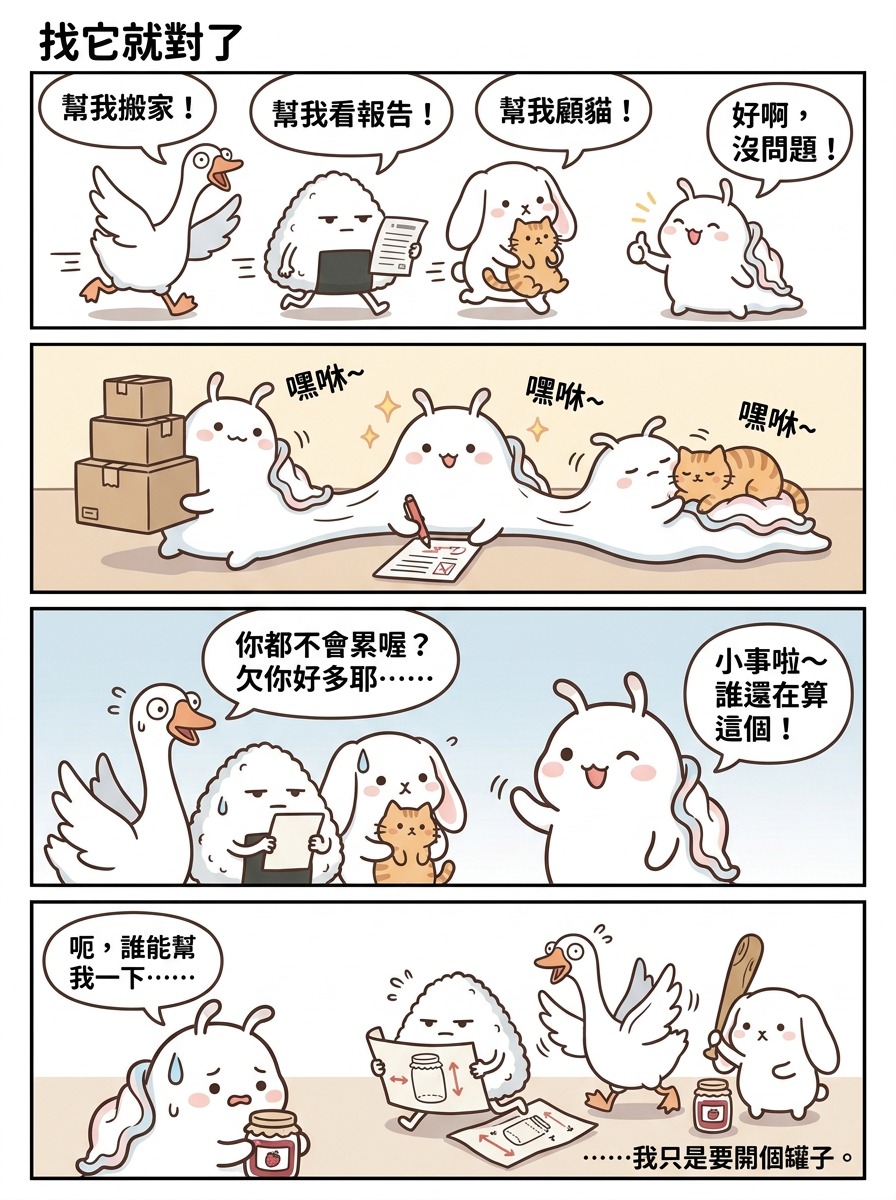 找它就對了
幫我搬家！
幫我看報告！
幫我顧貓！
好啊，
沒問題！
嘿咻~
嘿咻~
嘿咻~
你都不會累喔？
欠你好多耶⋯⋯
小事啦～
誰還在算
這個！
呃，誰能幫
我一下⋯⋯
⋯⋯我只是要開個罐子。